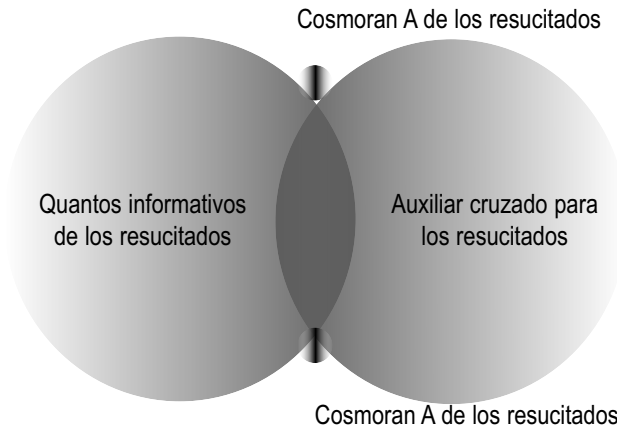 Cosmoran A de los resucitados
Quantos informativos
de los resucitados
Auxiliar cruzado para
los resucitados
Cosmoran A de los resucitados